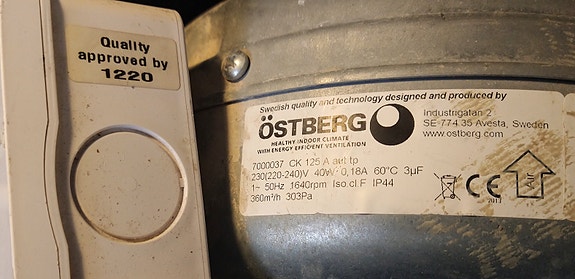 Quality
approved by
1220
Swedish quality and technology designed and produced by
ÖSTBERG
HEALTHY INDOOR CLIMATE
WITH ENERGY EFFICIENT VENTILATION
Industrigatan 2
SE-774 35 Avesta, Sweden
www.ostberg.com
7000037 CK 125 A
230(220-240)V 40W 0,18A 60°C 3µF
1~ 50Hz 1640rpm Iso.cl.F IP44
360m³/h 303Pa
CE
Air